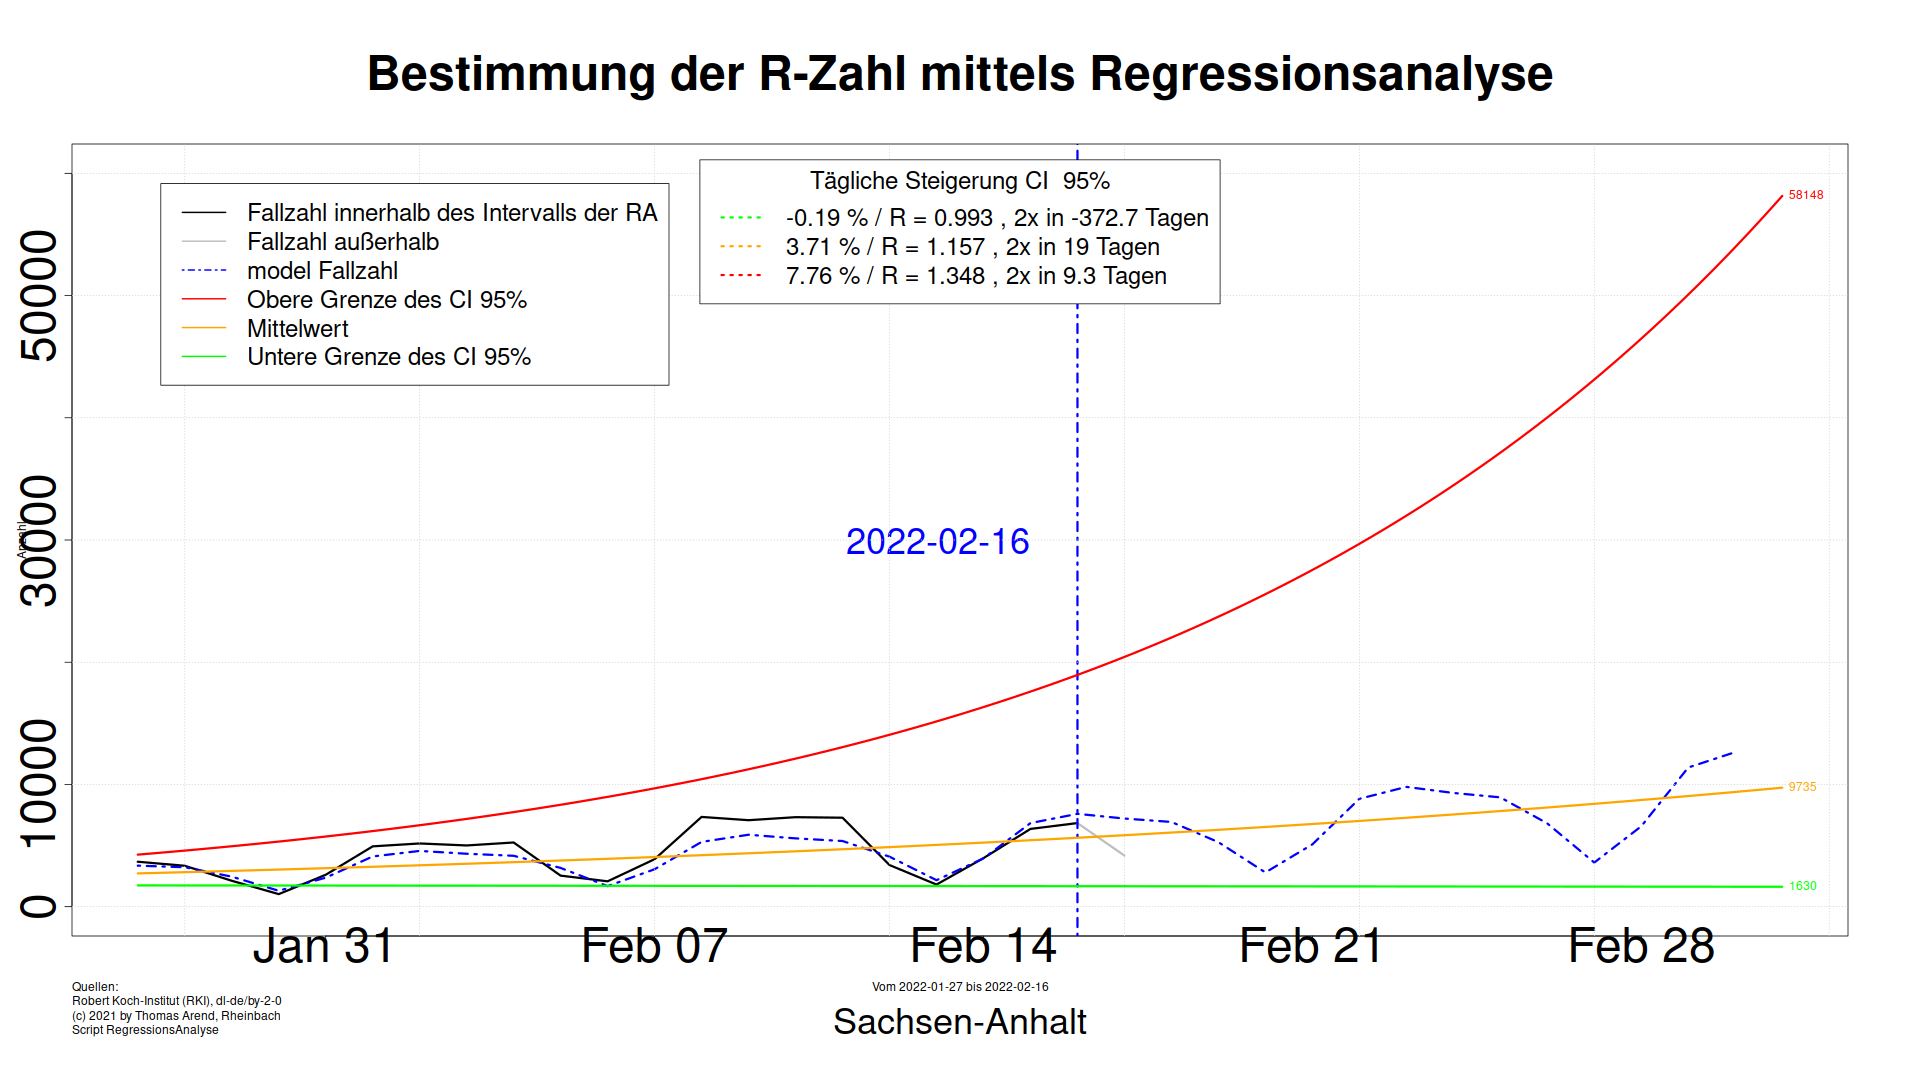 Bestimmung der R-Zahl mittels Regressionsanalyse
Fallzahl innerhalb des Intervalls der RA
Fallzahl außerhalb
model Fallzahl
Obere Grenze des CI 95%
Mittelwert
Untere Grenze des CI 95%
Tägliche Steigerung CI  95%
-0.19 % / R = 0.993 , 2x in -372.7 Tagen
3.71 % / R = 1.157 , 2x in 19 Tagen
7.76 % / R = 1.348 , 2x in 9.3 Tagen
58148
50000
30000
10000
0
Anzahl
2022-02-16
9735
1630
Jan 31
Feb 07
Feb 14
Feb 21
Feb 28
Quellen:
Robert Koch-Institut (RKI), dl-de/by-2-0
(c) 2021 by Thomas Arend, Rheinbach
Script RegressionsAnalyse
Vom 2022-01-27 bis 2022-02-16
Sachsen-Anhalt